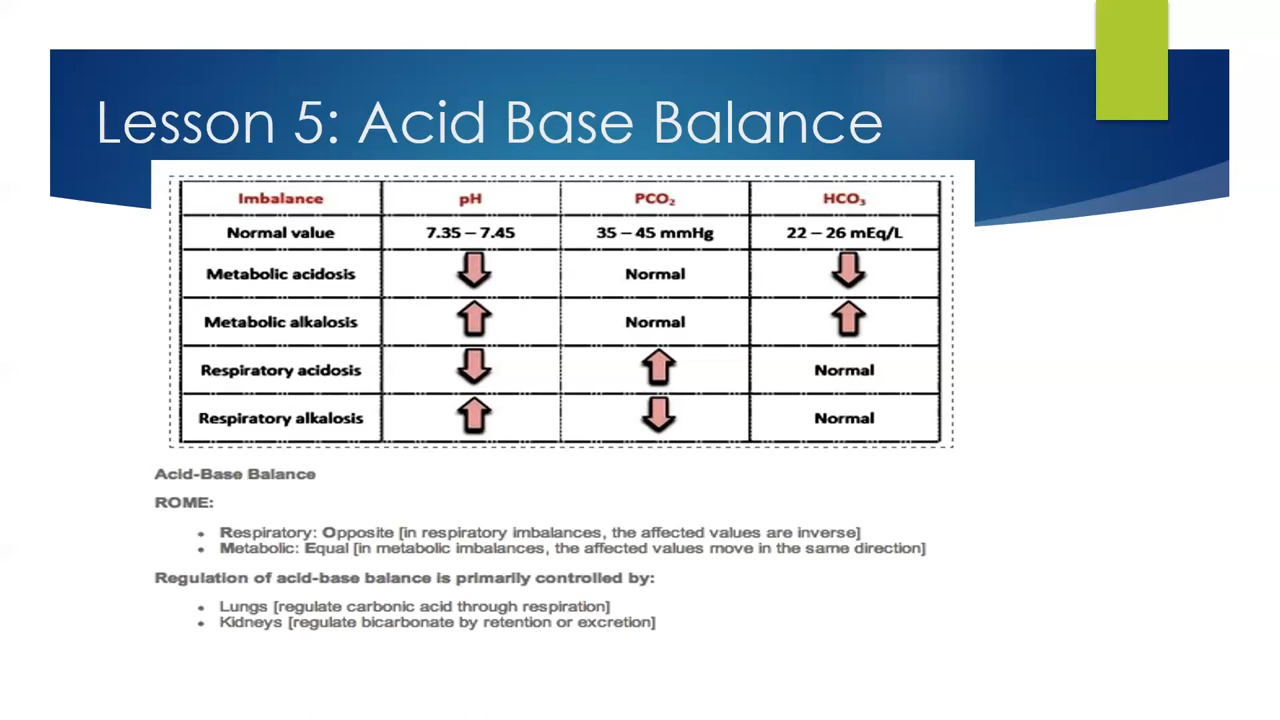 Lesson 5: Acid Base Balance
Imbalance pH PCO₂ HCO₃
Normal value 7.35 – 7.45 35 – 45 mmHg 22 – 26 mEq/L
Metabolic acidosis Normal
Metabolic alkalosis Normal
Respiratory acidosis Normal
Respiratory alkalosis Normal
Acid-Base Balance
ROME:
• Respiratory: Opposite [in respiratory imbalances, the affected values are inverse]
• Metabolic: Equal [in metabolic imbalances, the affected values move in the same direction]
Regulation of acid-base balance is primarily controlled by:
• Lungs [regulate carbonic acid through respiration]
• Kidneys [regulate bicarbonate by retention or excretion]